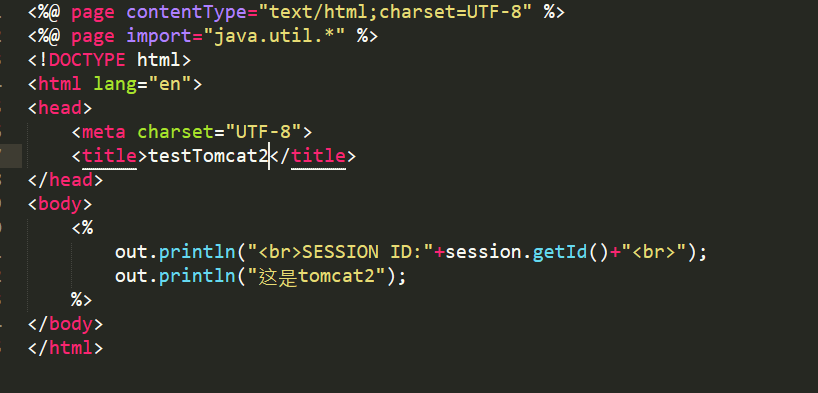 <%@ page contentType="text/html;charset=UTF-8" %>
<%@ page import="java.util.*" %>
<!DOCTYPE html>
<html lang="en">
<head>
    <meta charset="UTF-8">
    <title>testTomcat2</title>
</head>
<body>
    <%
        out.println("<br>SESSION ID:"+session.getId()+"<br>");
        out.println("这是tomcat2");
    %>
</body>
</html>